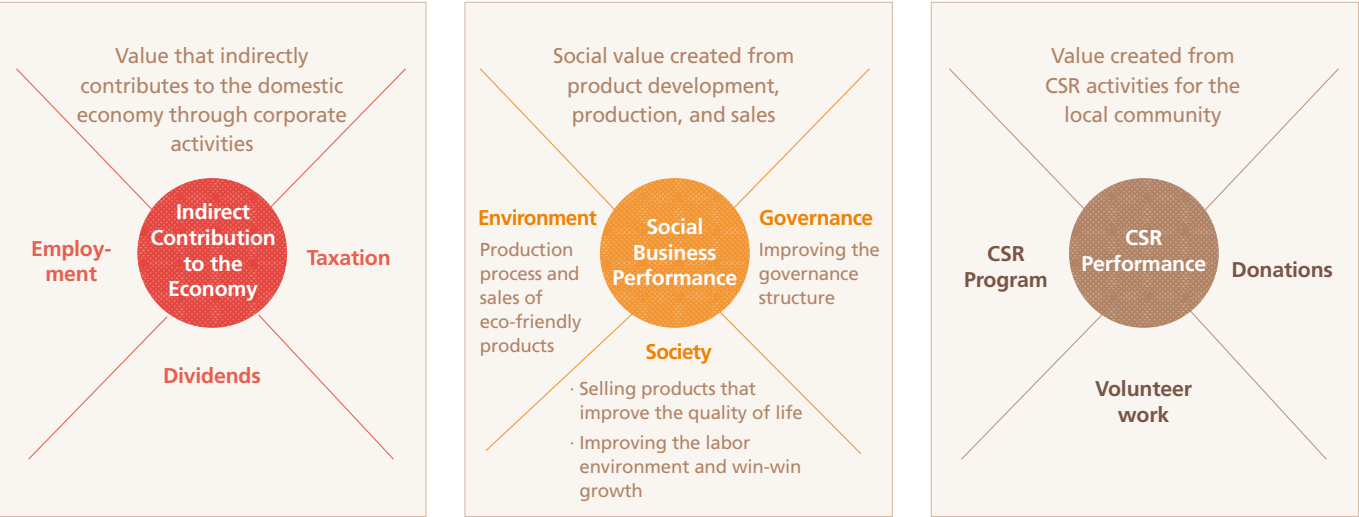 Value that indirectly
contributes to the domestic
economy through corporate
activities
Indirect
Contribution
to the
Economy
Employ-
ment
Taxation
Dividends
Social value created from
product development,
production, and sales
Social
Business
Performance
Environment
Production
process and
sales of
eco-friendly
products
Governance
Improving the
governance
structure
Society
· Selling products that
improve the quality of life
· Improving the labor
environment and win-win
growth
Value created from
CSR activities for the
local community
CSR
Performance
CSR
Program
Donations
Volunteer
work